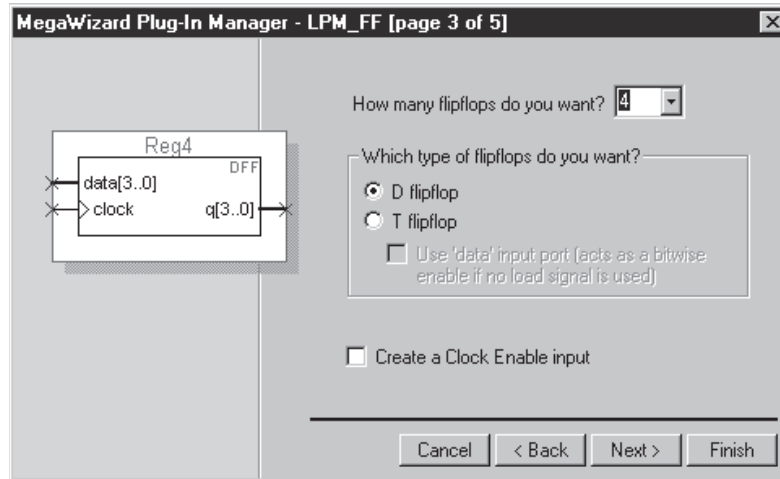 MegaWizard Plug-In Manager - LPM_FF [page 3 of 5]
How many flipflops do you want? 4
Reg4
DFF
data[3..0]
clock
q[3..0]
Which type of flipflops do you want?
D flipflop
T flipflop
Use 'data' input port (acts as a bitwise
enable if no load signal is used)
Create a Clock Enable input
Cancel
< Back
Next >
Finish